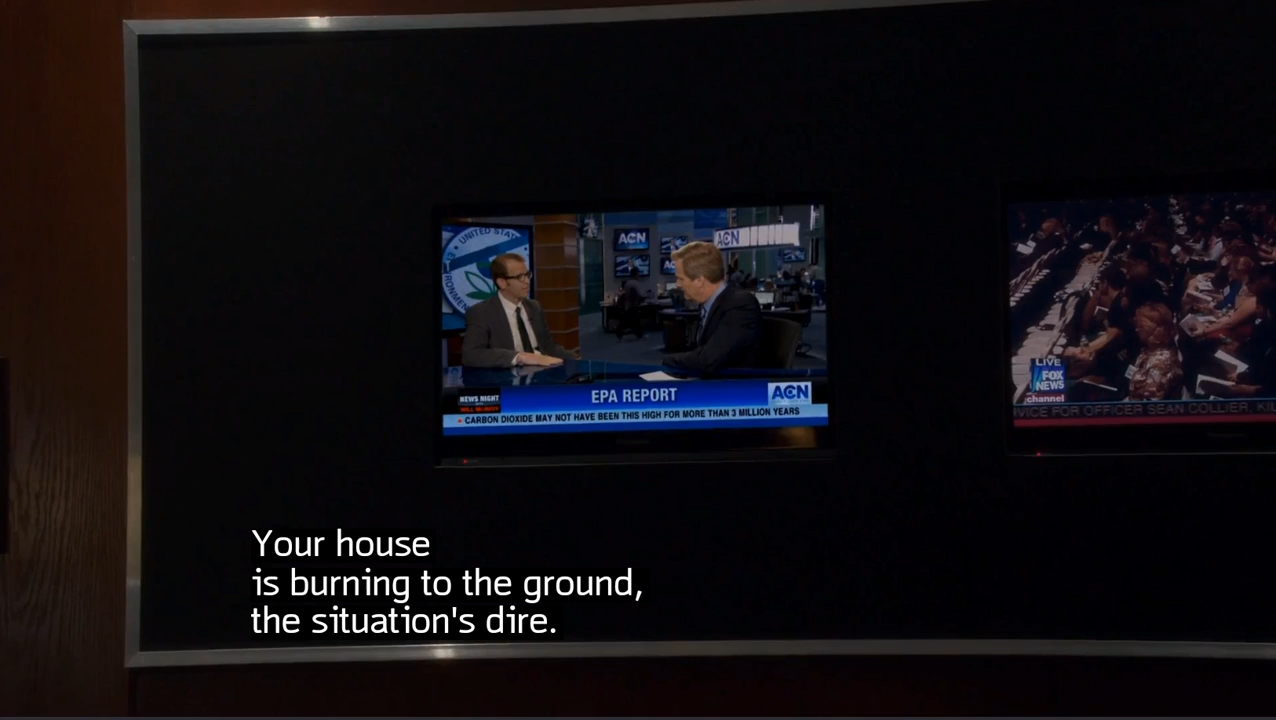 UNITED STATE
RONMENT
ACN
ACN
EPA REPORT
ACN
NEWS NIGHT
CARBON DIOXIDE MAY NOT HAVE BEEN THIS HIGH FOR MORE THAN 3 MILLION YEARS
LIVE
FOX
NEWS
channel
VICE FOR OFFICER SEAN COLLIER, KIL
Your house
is burning to the ground,
the situation's dire.